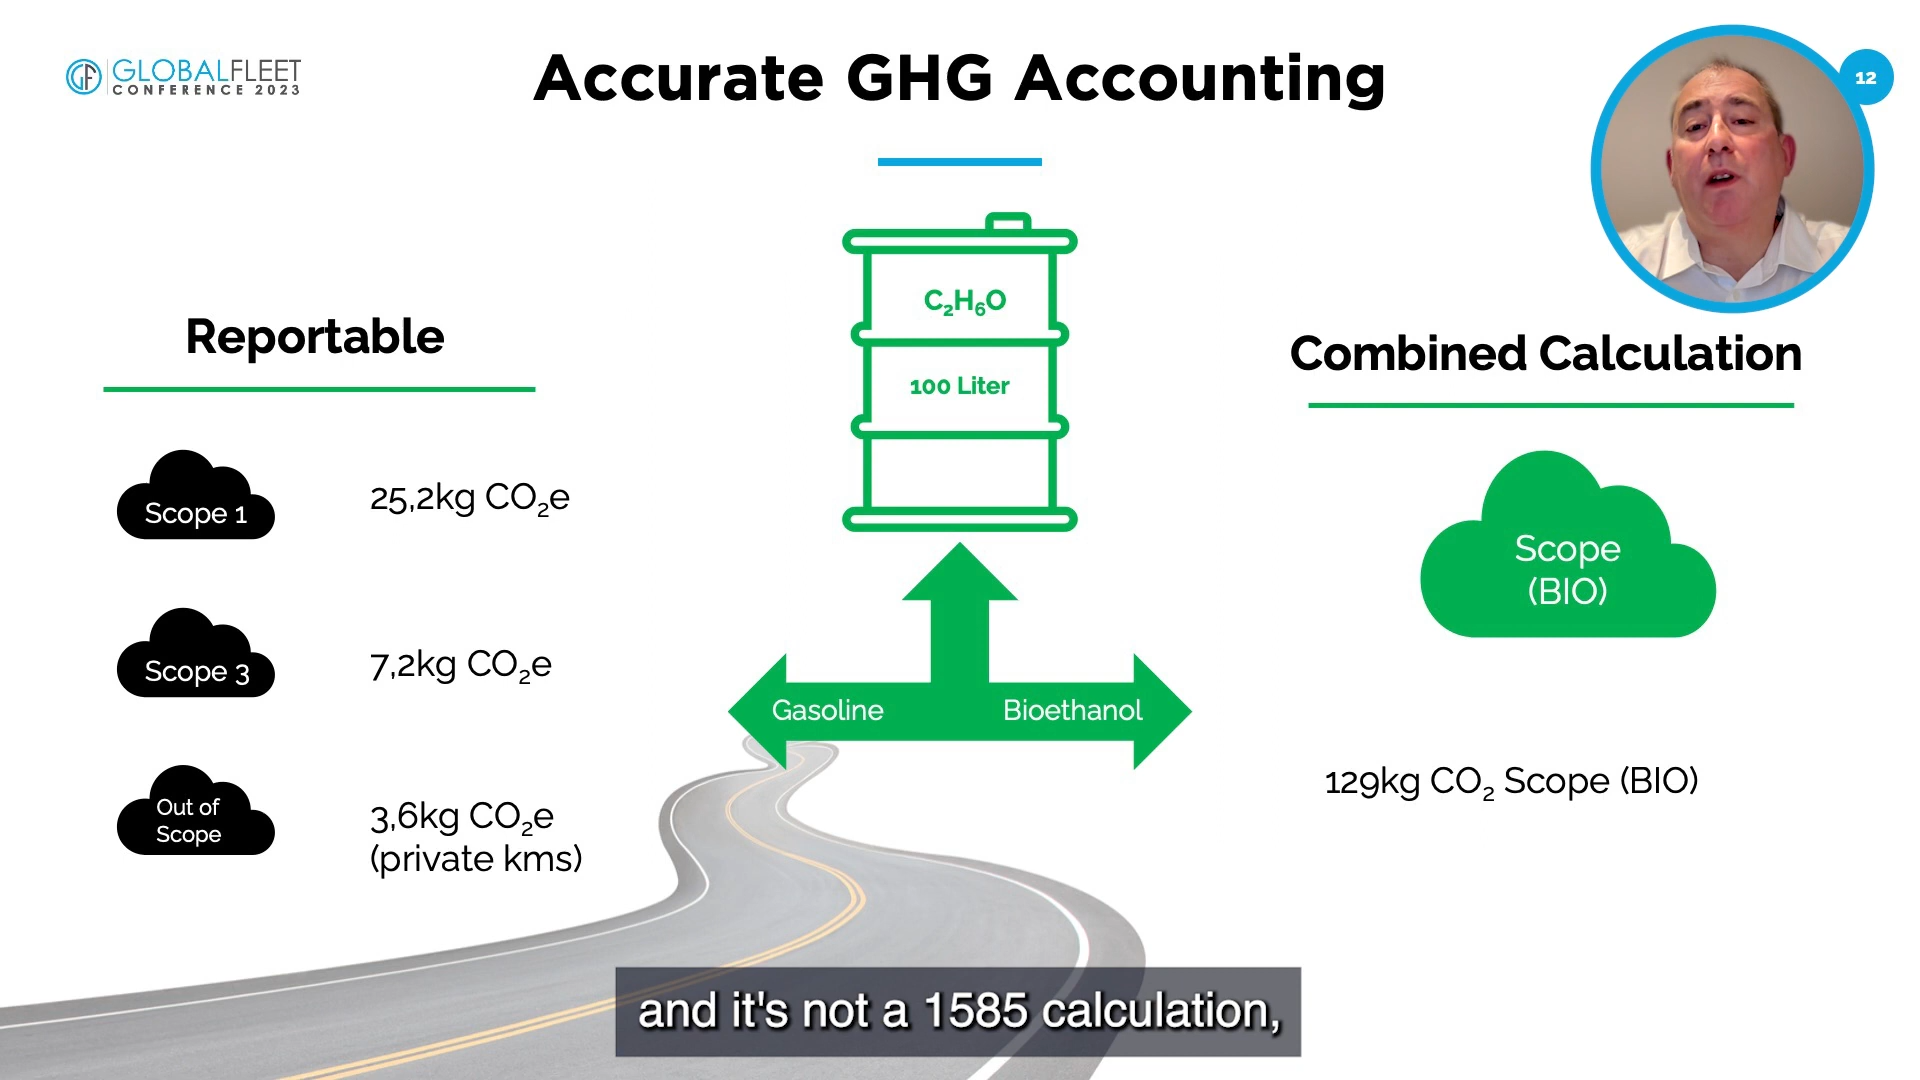 GF GLOBALFLEET
CONFERENCE 2023
Accurate GHG Accounting
12
Reportable
Scope 1
25,2kg CO₂e
Scope 3
7,2kg CO₂e
Out of
Scope
3,6kg CO₂e
(private kms)
C₂H₆O
100 Liter
Gasoline
Bioethanol
Combined Calculation
Scope
(BIO)
129kg CO₂ Scope (BIO)
and it's not a 1585 calculation,